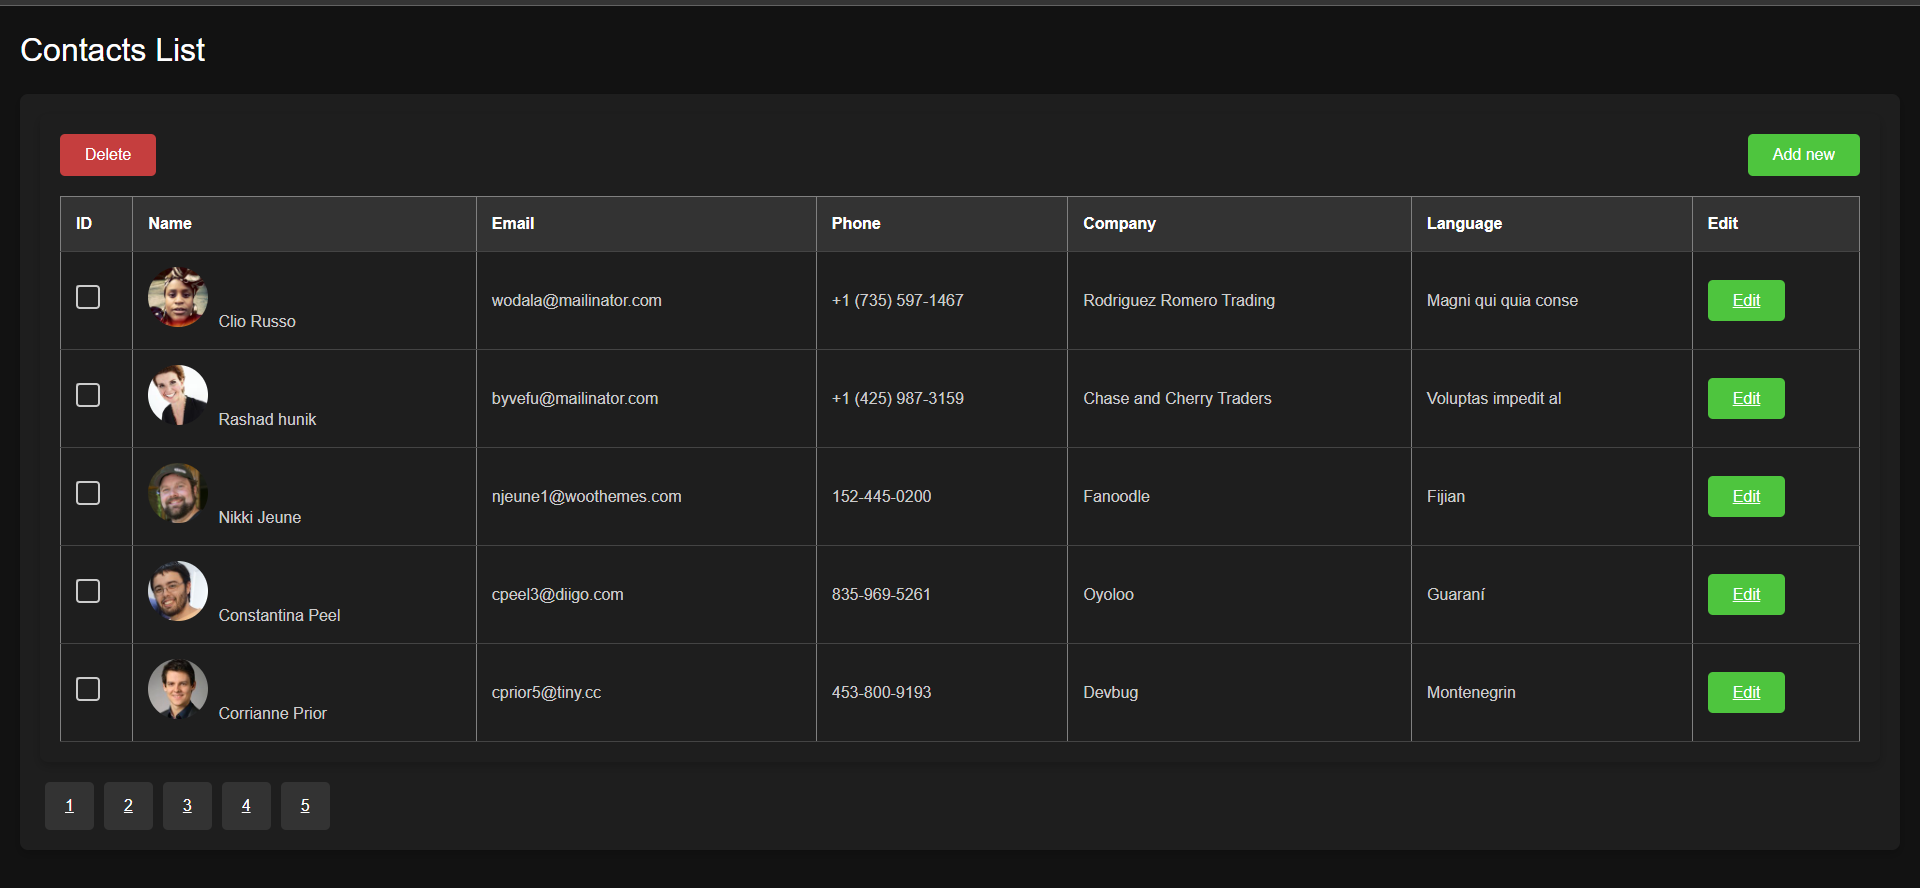 Contacts List
Delete
Add new
ID Name Email Phone Company Language Edit
Clio Russo wodala@mailinator.com +1 (735) 597-1467 Rodriguez Romero Trading Magni qui quia conse Edit
Rashad hunik byvefu@mailinator.com +1 (425) 987-3159 Chase and Cherry Traders Voluptas impedit al Edit
Nikki Jeune njeune1@woothemes.com 152-445-0200 Fanoodle Fijian Edit
Constantina Peel cpeel3@diigo.com 835-969-5261 Oyoloo Guaraní Edit
Corrianne Prior cprior5@tiny.cc 453-800-9193 Devbug Montenegrin Edit
1 2 3 4 5